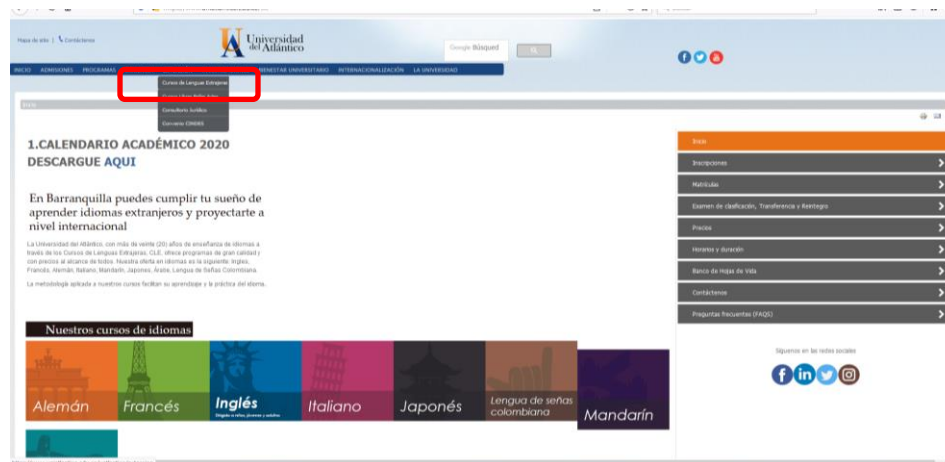 Mapa de sitio | Contáctenos
Universidad
del Atlántico
Google Búsqued
INICIO ADMISIONES PROGRAMAS BIENESTAR UNIVERSITARIO INTERNACIONALIZACIÓN LA UNIVERSIDAD
Cursos de Lenguas Extranjeras
Consultorio Jurídico
Inicio
1.CALENDARIO ACADÉMICO 2020
DESCARGUE AQUI
En Barranquilla puedes cumplir tu sueño de
aprender idiomas extranjeros y proyectarte a
nivel internacional
La Universidad del Atlántico, con más de veinte (20) años de enseñanza de idiomas a
través de los Cursos de Lenguas Extranjeras, CLE, ofrece programas de gran calidad y
con precios al alcance de todos. Nuestra oferta en idiomas es la siguiente: Ingles,
Francés, Alemán, Italiano, Mandarín, Japones, Árabe, Lengua de Señas Colombiana.
La metodología aplicada a nuestros cursos facilitan su aprendizaje y la práctica del idioma.
Nuestros cursos de idiomas
Alemán
Francés
Inglés
Dirigido a niños, jóvenes y adultos
Italiano
Japonés
Lengua de señas
colombiana
Mandarín
Inicio
Inscripciones
Matrículas
Examen de clasificación, Transferencia y Reintegro
Precios
Horarios y duración
Banco de Hojas de Vida
Contáctenos
Preguntas frecuentes (FAQS)
Síguenos en las redes sociales